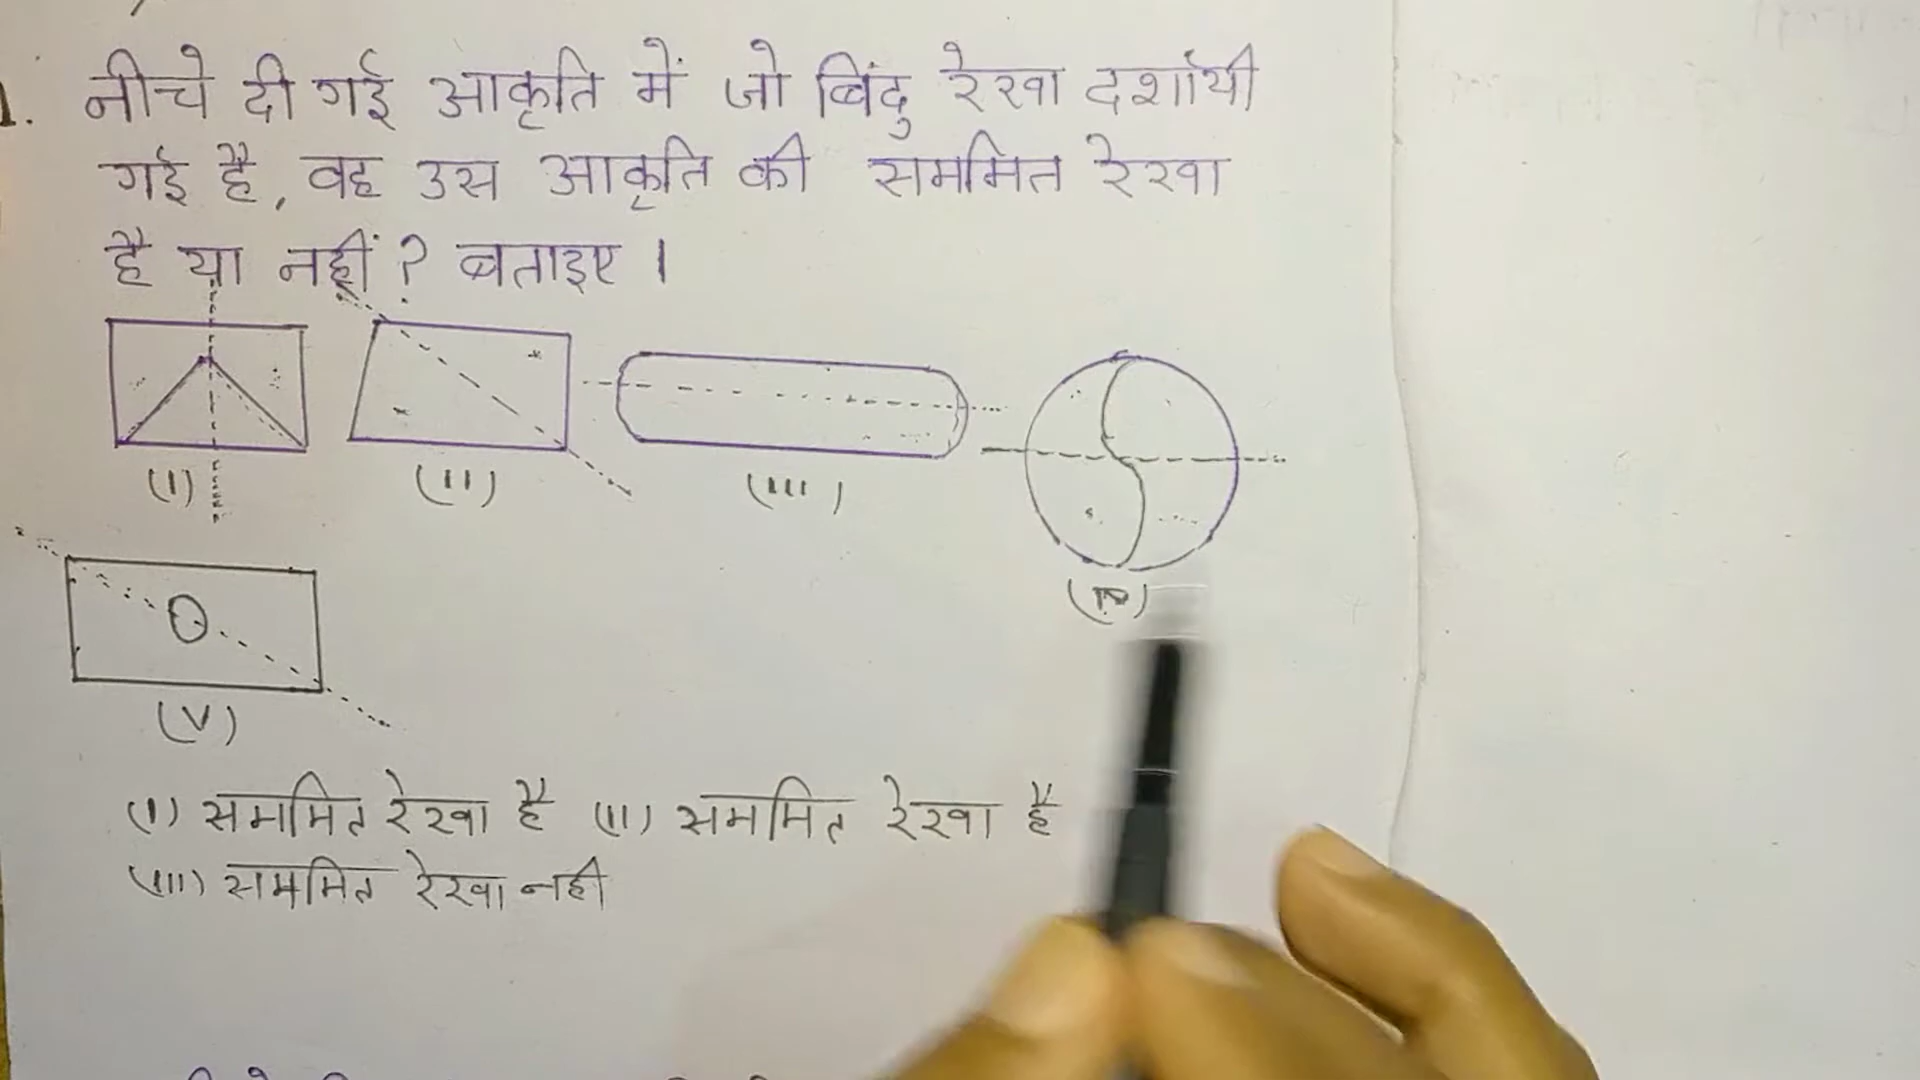 1. नीचे दी गई आकृति में जो बिंदु रेखा दर्शायी
गई है, वह उस आकृति की सममित रेखा
है या नहीं? बताइए ।
(I) (II) (III) (IV)
(V)
(I) सममित रेखा है (II) सममित रेखा है
(III) सममित रेखा नही